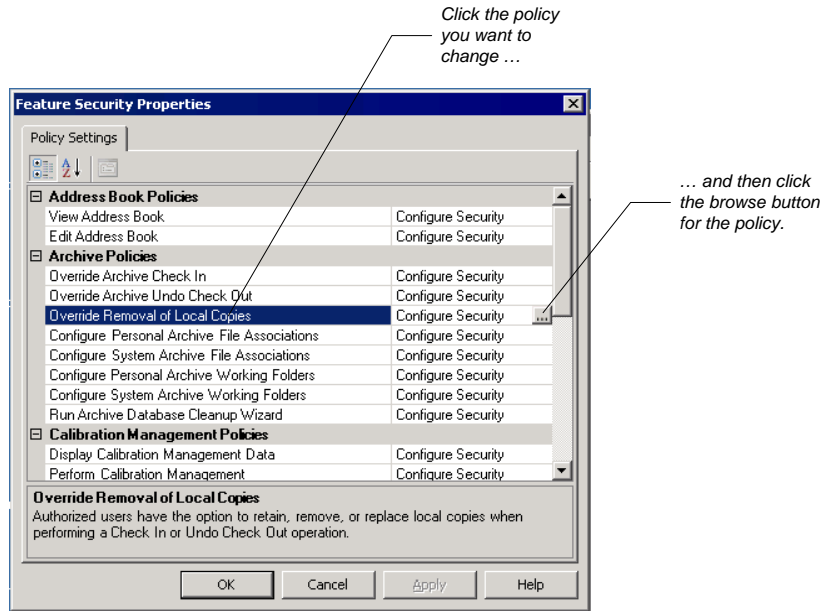 Click the policy
you want to
change …
Feature Security Properties
Policy Settings
A
Z
Address Book Policies
View Address Book Configure Security
Edit Address Book Configure Security
Archive Policies
Override Archive Check In Configure Security
Override Archive Undo Check Out Configure Security
Override Removal of Local Copies Configure Security ...
Configure Personal Archive File Associations Configure Security
Configure System Archive File Associations Configure Security
Configure Personal Archive Working Folders Configure Security
Configure System Archive Working Folders Configure Security
Run Archive Database Cleanup Wizard Configure Security
Calibration Management Policies
Display Calibration Management Data Configure Security
Perform Calibration Management Configure Security
… and then click
the browse button
for the policy.
Override Removal of Local Copies
Authorized users have the option to retain, remove, or replace local copies when
performing a Check In or Undo Check Out operation.
OK Cancel Apply Help